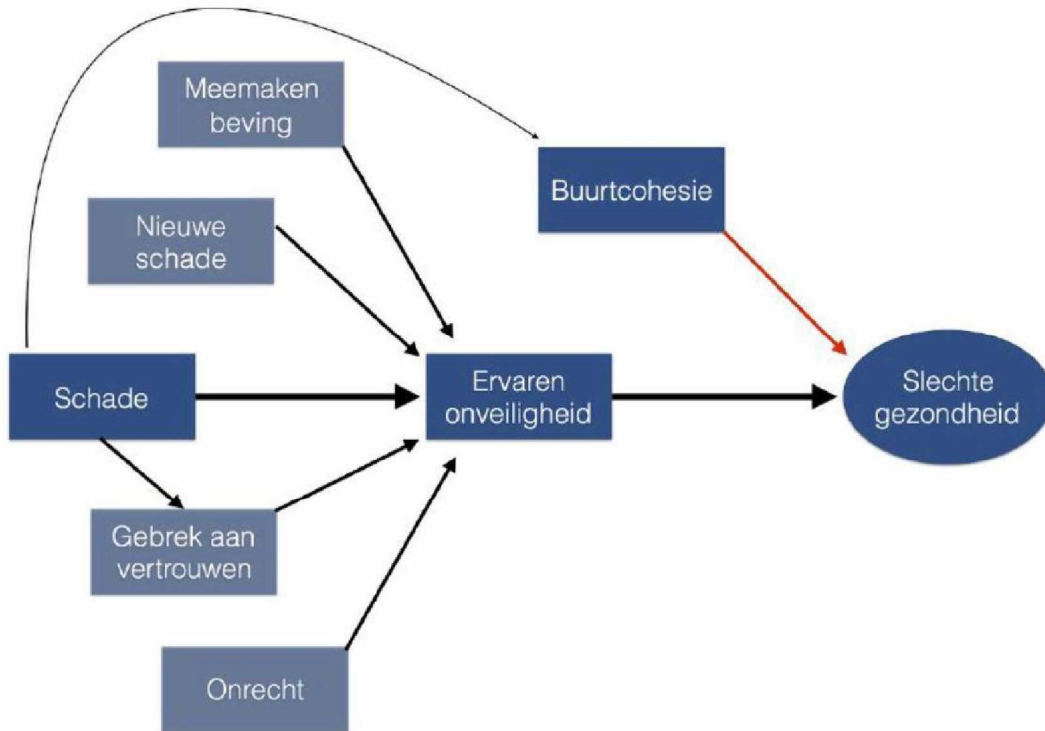 Meemaken
beving
Buurtcohesie
Nieuwe
schade
Schade
Ervaren
onveiligheid
Slechte
gezondheid
Gebrek aan
vertrouwen
Onrecht